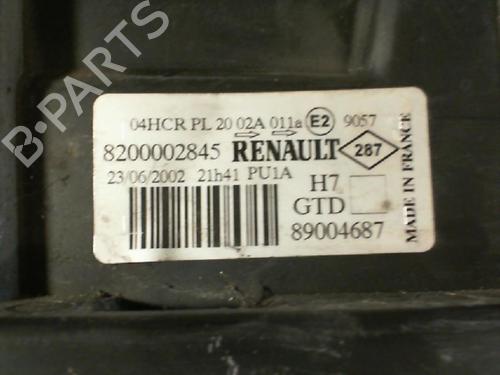 B-PARTS
04HCR PL 20 02A 011a E2 9057
8200002845 RENAULT 287
23/06/2002 21h41 PU1A
H7
GTD
89004687
MADE IN FRANCE